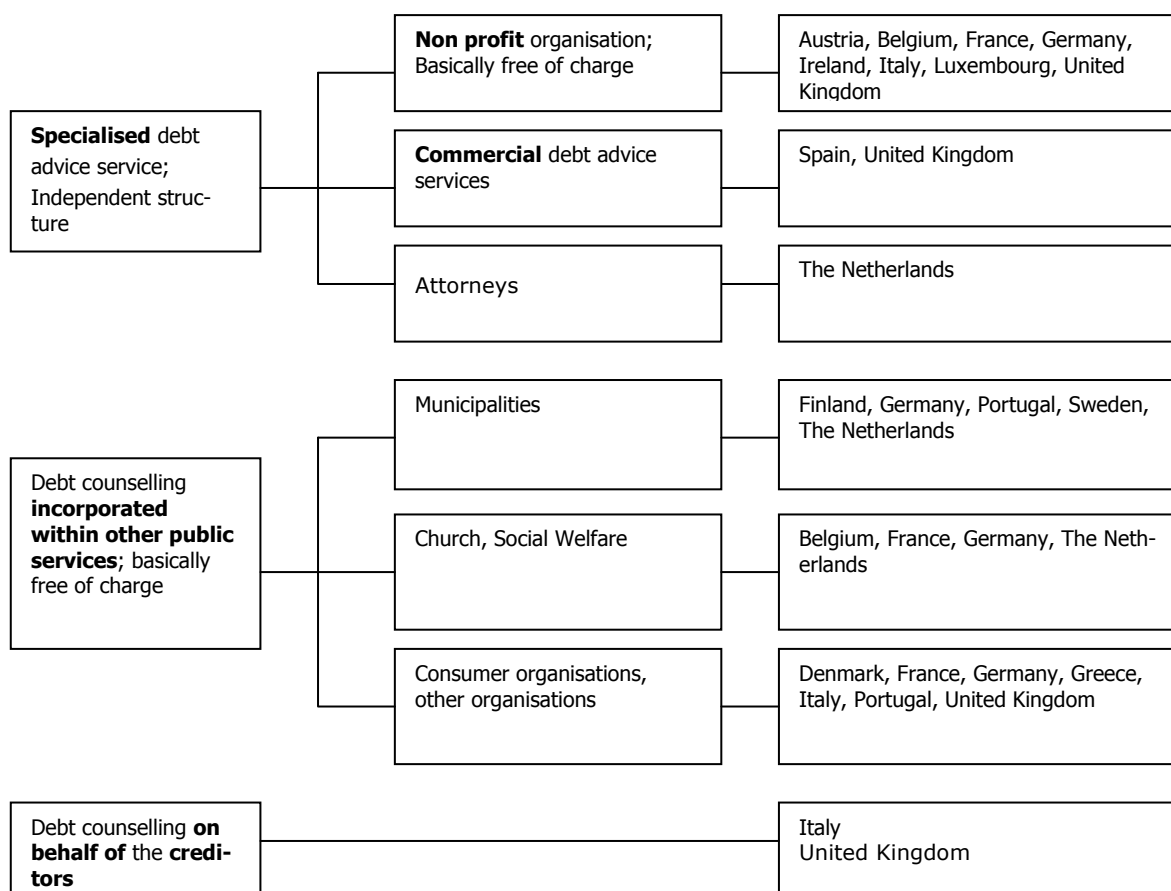 Non profit organisation;
Basically free of charge
Austria, Belgium, France, Germany,
Ireland, Italy, Luxembourg, United
Kingdom
Specialised debt
advice service;
Independent struc-
ture
Commercial debt advice
services
Spain, United Kingdom
Attorneys
The Netherlands
Municipalities
Finland, Germany, Portugal, Sweden,
The Netherlands
Debt counselling
incorporated
within other public
services; basically
free of charge
Church, Social Welfare
Belgium, France, Germany, The Neth-
erlands
Consumer organisations,
other organisations
Denmark, France, Germany, Greece,
Italy, Portugal, United Kingdom
Debt counselling on
behalf of the credi-
tors
Italy
United Kingdom